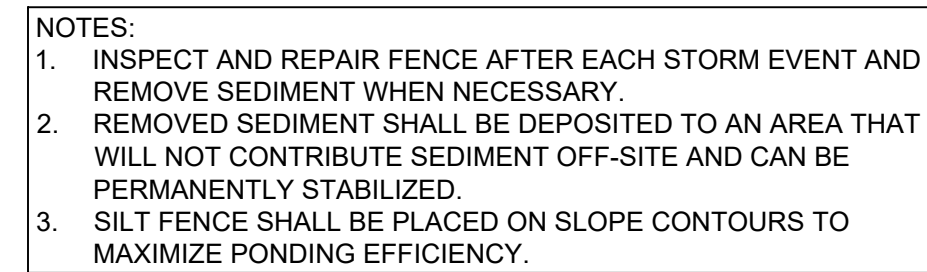 NOTES:
1. INSPECT AND REPAIR FENCE AFTER EACH STORM EVENT AND
REMOVE SEDIMENT WHEN NECESSARY.
2. REMOVED SEDIMENT SHALL BE DEPOSITED TO AN AREA THAT
WILL NOT CONTRIBUTE SEDIMENT OFF-SITE AND CAN BE
PERMANENTLY STABILIZED.
3. SILT FENCE SHALL BE PLACED ON SLOPE CONTOURS TO
MAXIMIZE PONDING EFFICIENCY.